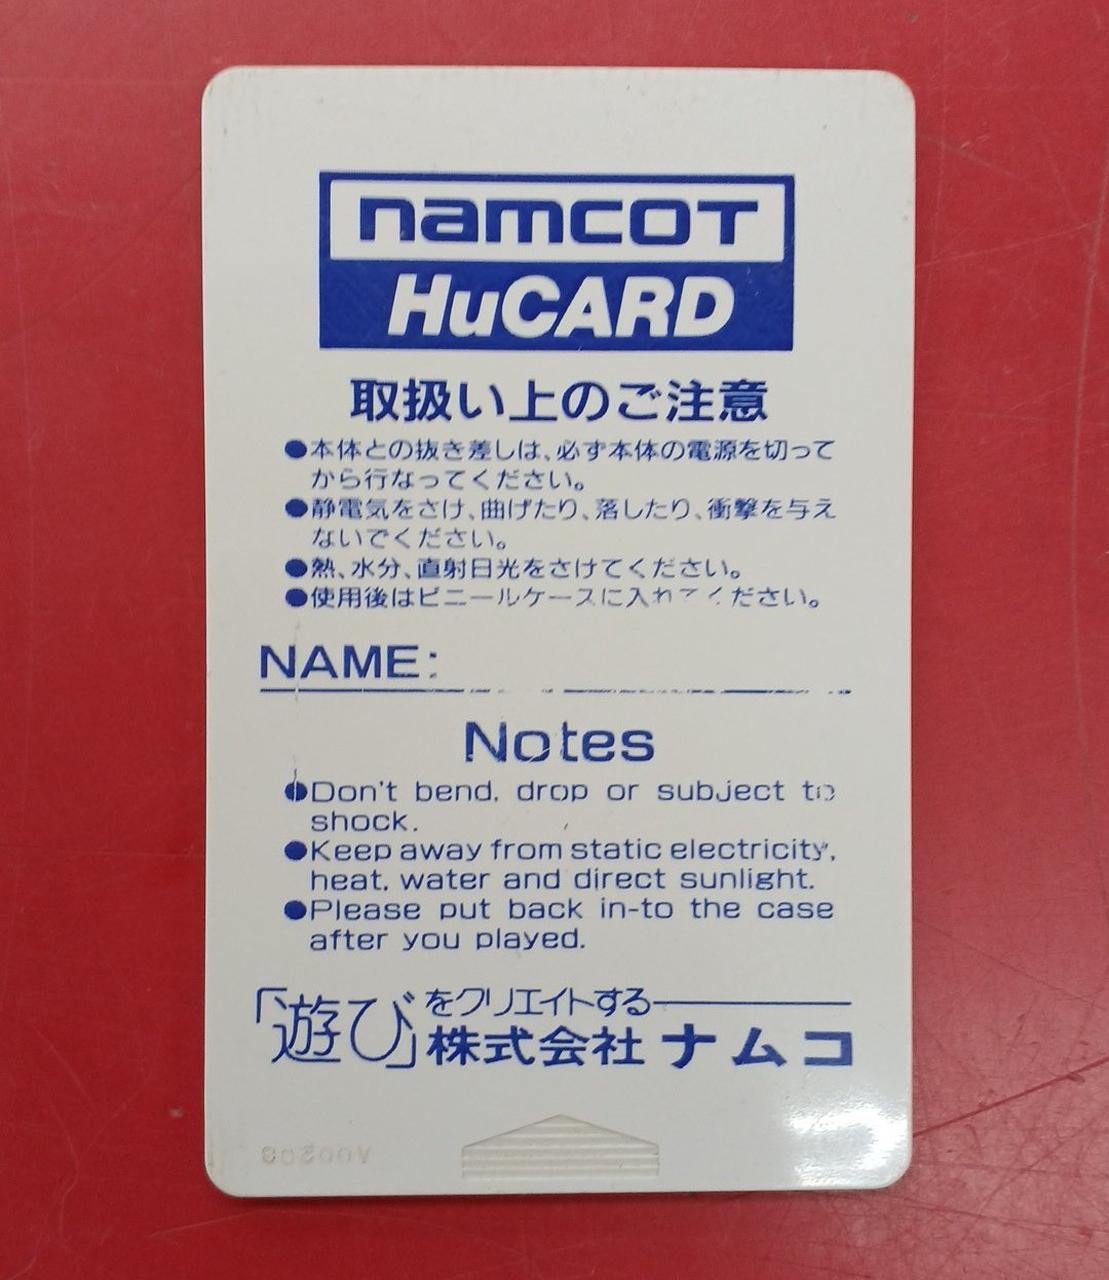 namcot
HuCARD
取扱い上のご注意
●本体との抜き差しは、必ず本体の電源を切って
から行なってください。
●静電気をさけ、曲げたり、落したり、衝撃を与え
ないでください。
●熱、水分、直射日光をさけてください。
●使用後はビニールケースに入れてください。
NAME:
Notes
●Don't bend, drop or subject to
shock.
●Keep away from static electricity,
heat, water and direct sunlight.
●Please put back in-to the case
after you played.
「遊び」をクリエイトする
株式会社ナムコ